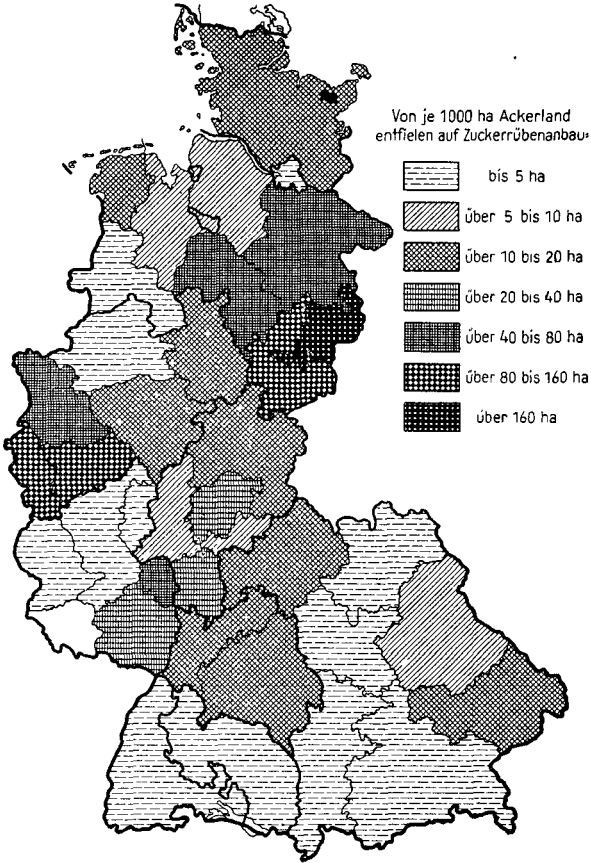 Von je 1000 ha Ackerland
entfielen auf Zuckerrübenanbau:
bis 5 ha
über 5 bis 10 ha
über 10 bis 20 ha
über 20 bis 40 ha
über 40 bis 80 ha
über 80 bis 160 ha
über 160 ha